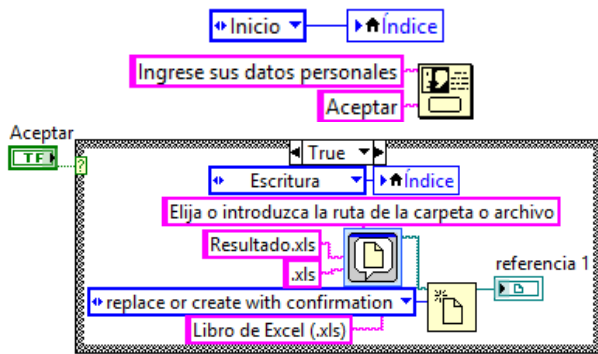 Inicio
Índice
Ingrese sus datos personales
Aceptar
Aceptar
TF
True
?
Escritura
Índice
Elija o introduzca la ruta de la carpeta o archivo
Resultado.xls
.xls
referencia 1
replace or create with confirmation
Libro de Excel (.xls)